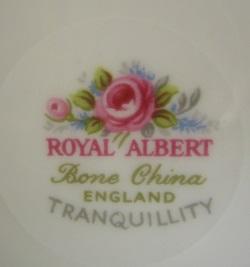 ROYAL ALBERT
Bone China
ENGLAND
TRANQUILLITY